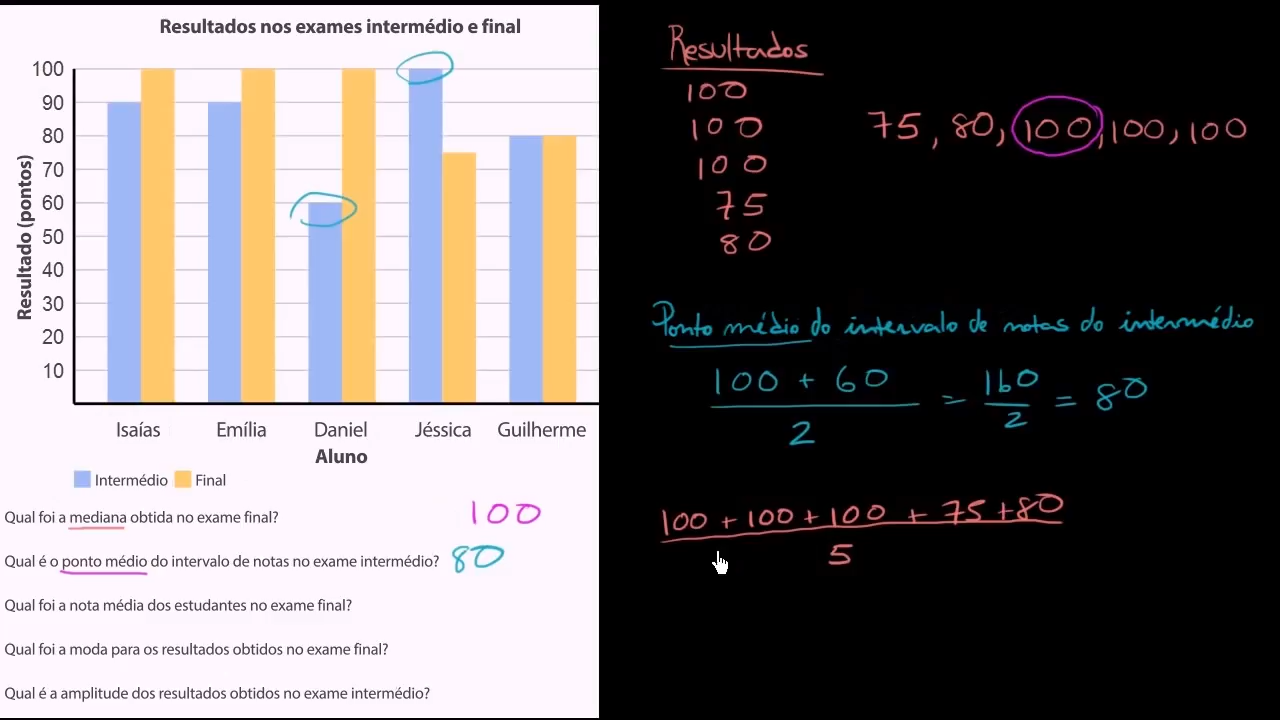 Resultados nos exames intermédio e final
Resultado (pontos)
100
90
80
70
60
50
40
30
20
10
Isaías Emília Daniel Jéssica Guilherme
Aluno
Intermédio Final
Qual foi a mediana obtida no exame final? 100
Qual é o ponto médio do intervalo de notas no exame intermédio? 80
Qual foi a nota média dos estudantes no exame final?
Qual foi a moda para os resultados obtidos no exame final?
Qual é a amplitude dos resultados obtidos no exame intermédio?
Resultados
100
100
100
75
80
75, 80, 100, 100, 100
Ponto médio do intervalo de notas do intermédio
100 + 60 = 160 = 80
2 2
100 + 100 + 100 + 75 + 80
5